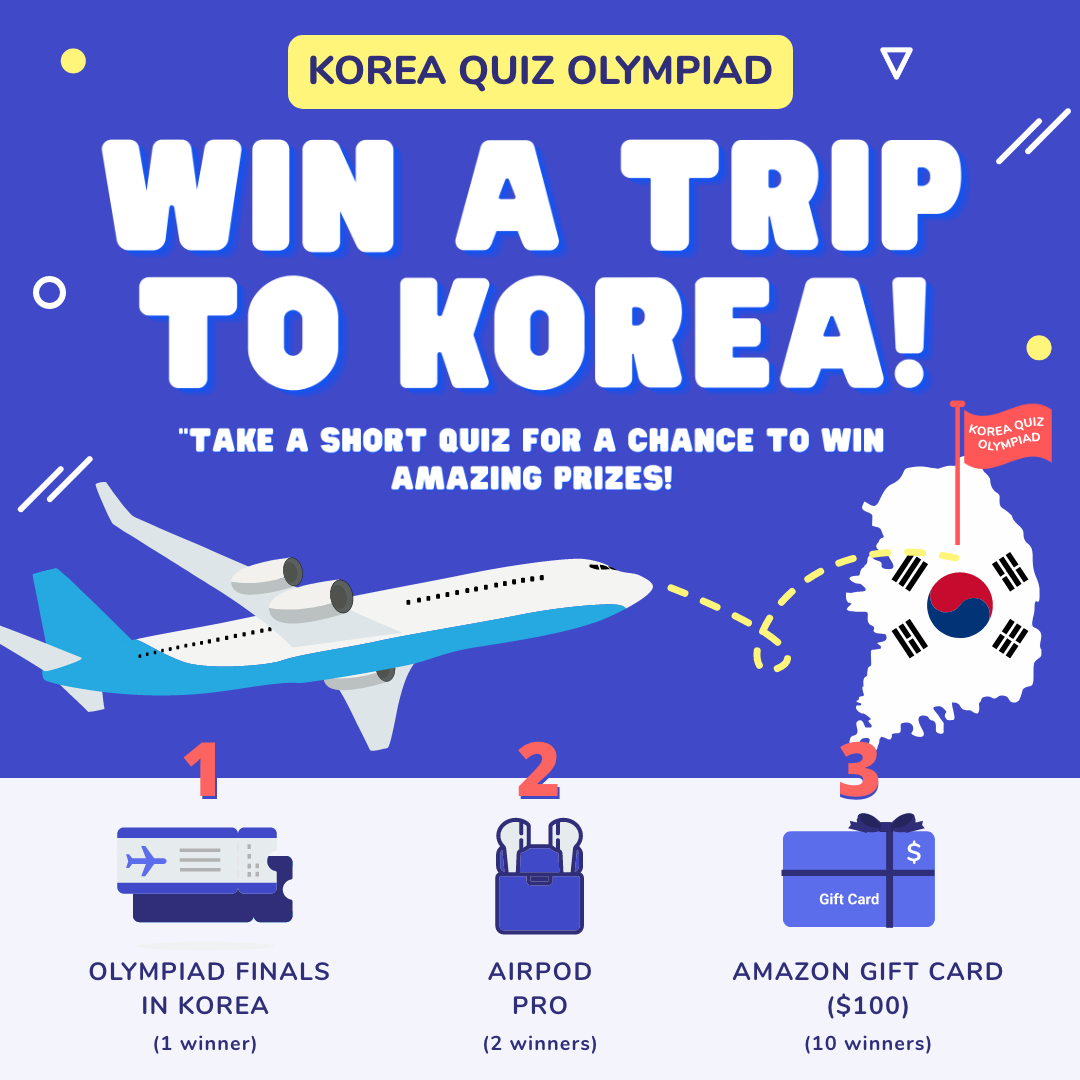 KOREA QUIZ OLYMPIAD
WIN A TRIP
TO KOREA!
"TAKE A SHORT QUIZ FOR A CHANCE TO WIN
AMAZING PRIZES!
KOREA QUIZ
OLYMPIAD
1
2
3
$
Gift Card
OLYMPIAD FINALS
IN KOREA
(1 winner)
AIRPOD
PRO
(2 winners)
AMAZON GIFT CARD
($100)
(10 winners)